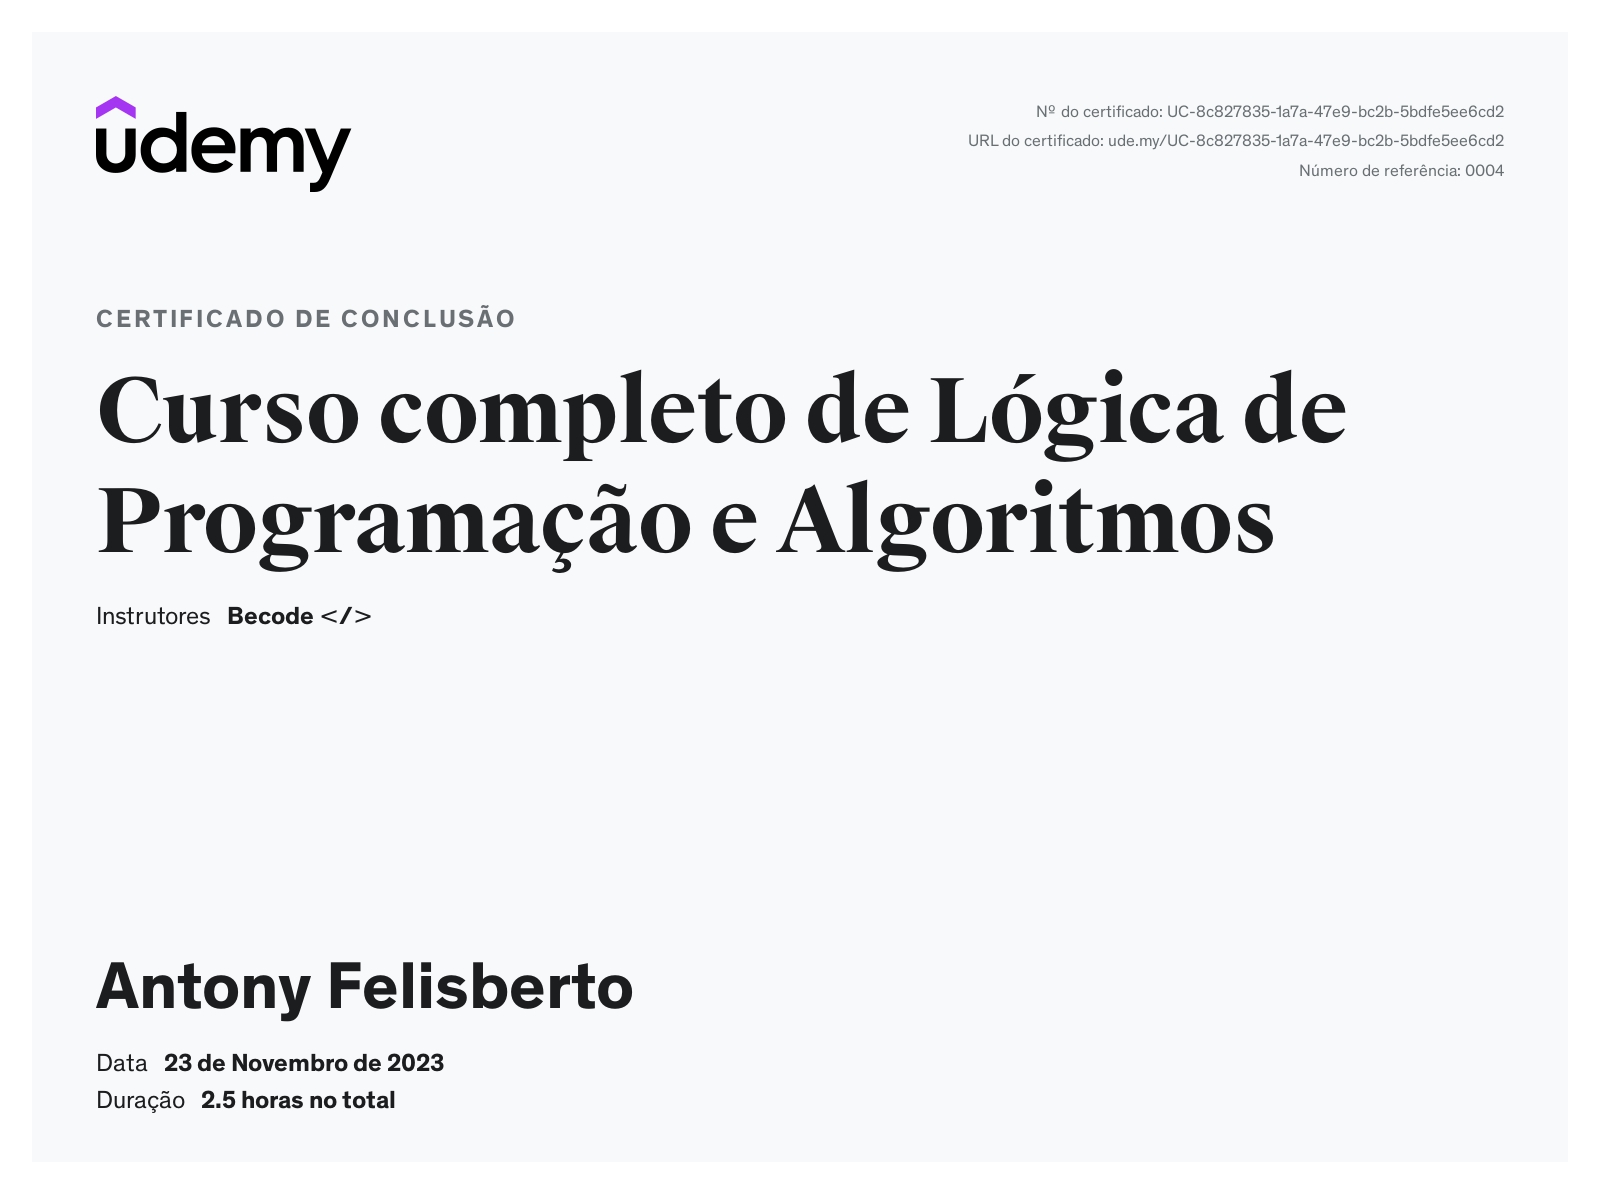 udemy
Nº do certificado: UC-8c827835-1a7a-47e9-bc2b-5bdfe5ee6cd2
URL do certificado: ude.my/UC-8c827835-1a7a-47e9-bc2b-5bdfe5ee6cd2
Número de referência: 0004
CERTIFICADO DE CONCLUSÃO
Curso completo de Lógica de
Programação e Algoritmos
Instrutores Becode </>
Antony Felisberto
Data 23 de Novembro de 2023
Duração 2.5 horas no total